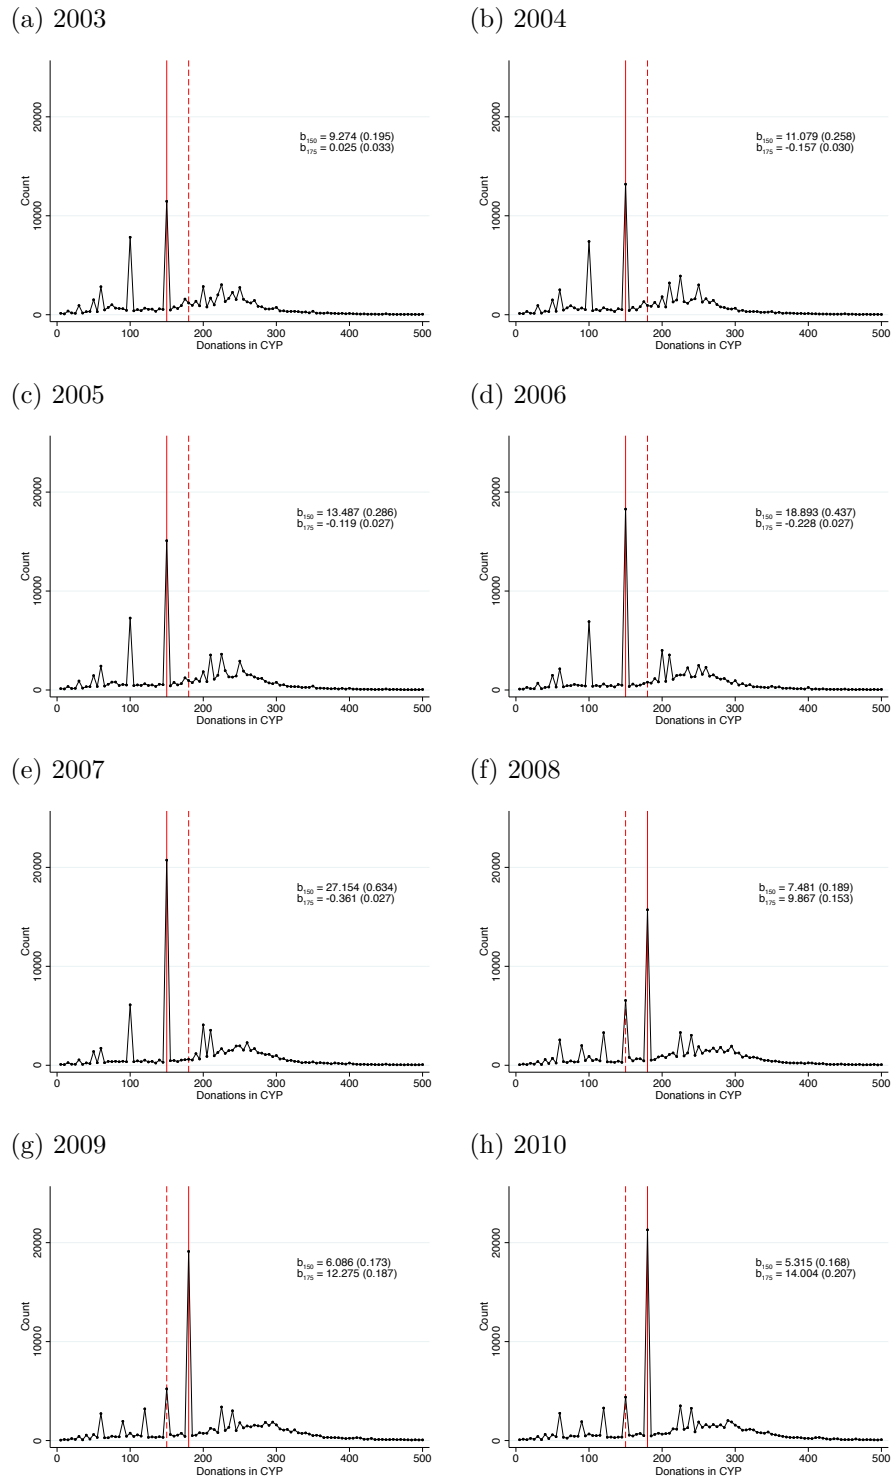 (a) 2003
20000
10000
0
Count
b150 = 9.274 (0.195)
b175 = 0.025 (0.033)
0 100 200 300 400 500
Donations in CYP
(b) 2004
20000
10000
0
Count
b150 = 11.079 (0.258)
b175 = -0.157 (0.030)
0 100 200 300 400 500
Donations in CYP
(c) 2005
20000
10000
0
Count
b150 = 13.487 (0.286)
b175 = -0.119 (0.027)
0 100 200 300 400 500
Donations in CYP
(d) 2006
20000
10000
0
Count
b150 = 18.893 (0.437)
b175 = -0.228 (0.027)
0 100 200 300 400 500
Donations in CYP
(e) 2007
20000
10000
0
Count
b150 = 27.154 (0.634)
b175 = -0.361 (0.027)
0 100 200 300 400 500
Donations in CYP
(f) 2008
20000
10000
0
Count
b150 = 7.481 (0.189)
b175 = 9.867 (0.153)
0 100 200 300 400 500
Donations in CYP
(g) 2009
20000
10000
0
Count
b150 = 6.086 (0.173)
b175 = 12.275 (0.187)
0 100 200 300 400 500
Donations in CYP
(h) 2010
20000
10000
0
Count
b150 = 5.315 (0.168)
b175 = 14.004 (0.207)
0 100 200 300 400 500
Donations in CYP